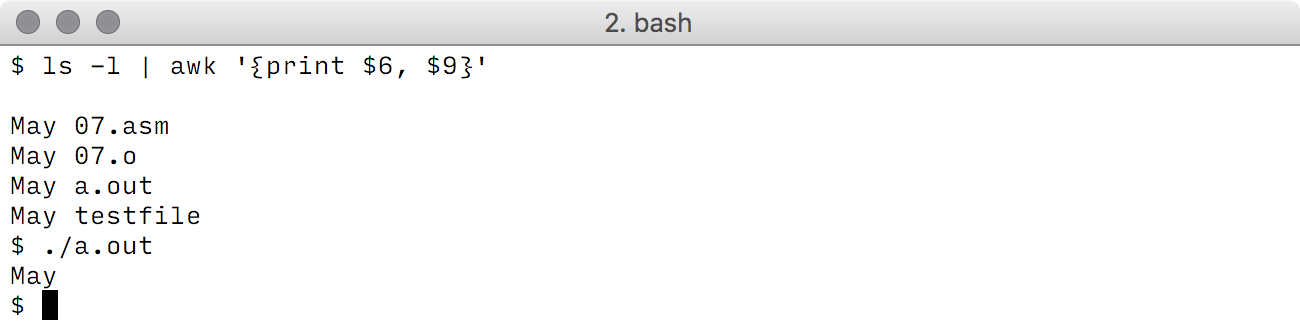 2. bash
$ ls -l | awk '{print $6, $9}'
May 07.asm
May 07.o
May a.out
May testfile
$ ./a.out
May
$